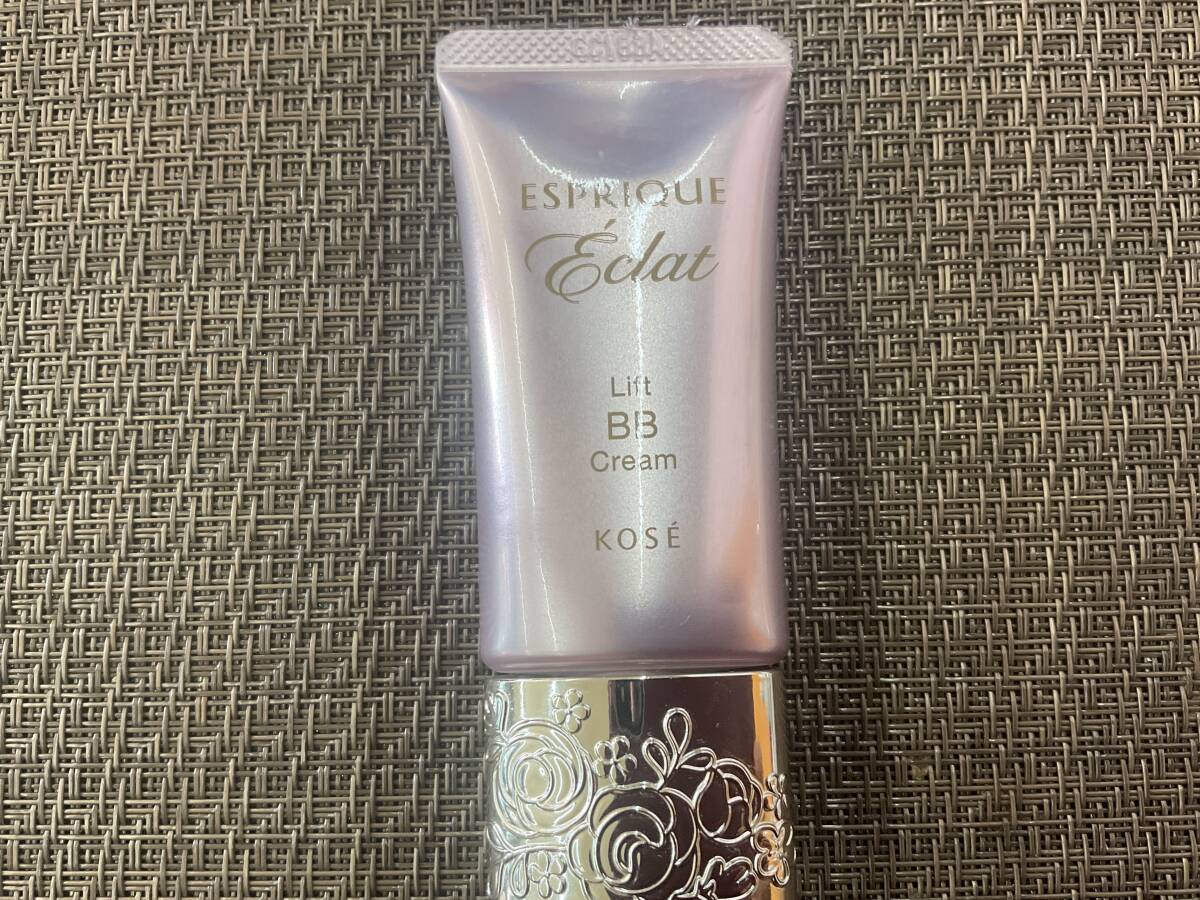 ESPRIQUE
Éclat
Lift
BB
Cream
KOSÉ